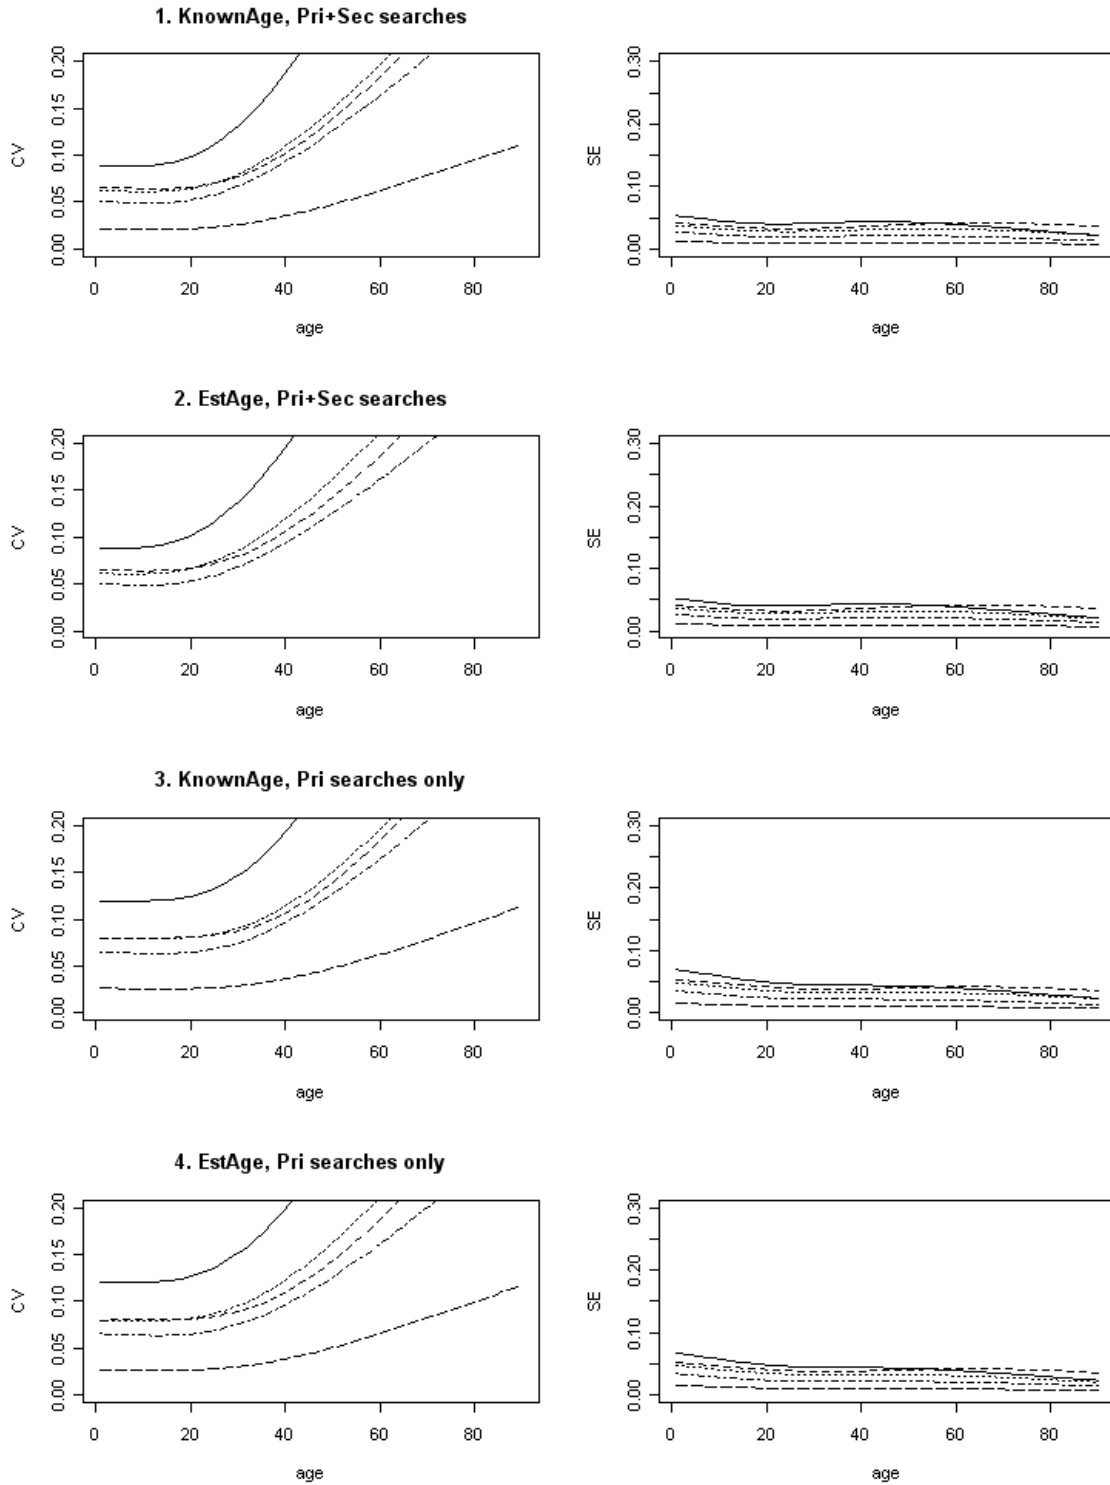 1. KnownAge, Pri+Sec searches
CV
0.00 0.05 0.10 0.15 0.20
0 20 40 60 80
age
SE
0.00 0.10 0.20 0.30
0 20 40 60 80
age
2. EstAge, Pri+Sec searches
CV
0.00 0.05 0.10 0.15 0.20
0 20 40 60 80
age
SE
0.00 0.10 0.20 0.30
0 20 40 60 80
age
3. KnownAge, Pri searches only
CV
0.00 0.05 0.10 0.15 0.20
0 20 40 60 80
age
SE
0.00 0.10 0.20 0.30
0 20 40 60 80
age
4. EstAge, Pri searches only
CV
0.00 0.05 0.10 0.15 0.20
0 20 40 60 80
age
SE
0.00 0.10 0.20 0.30
0 20 40 60 80
age